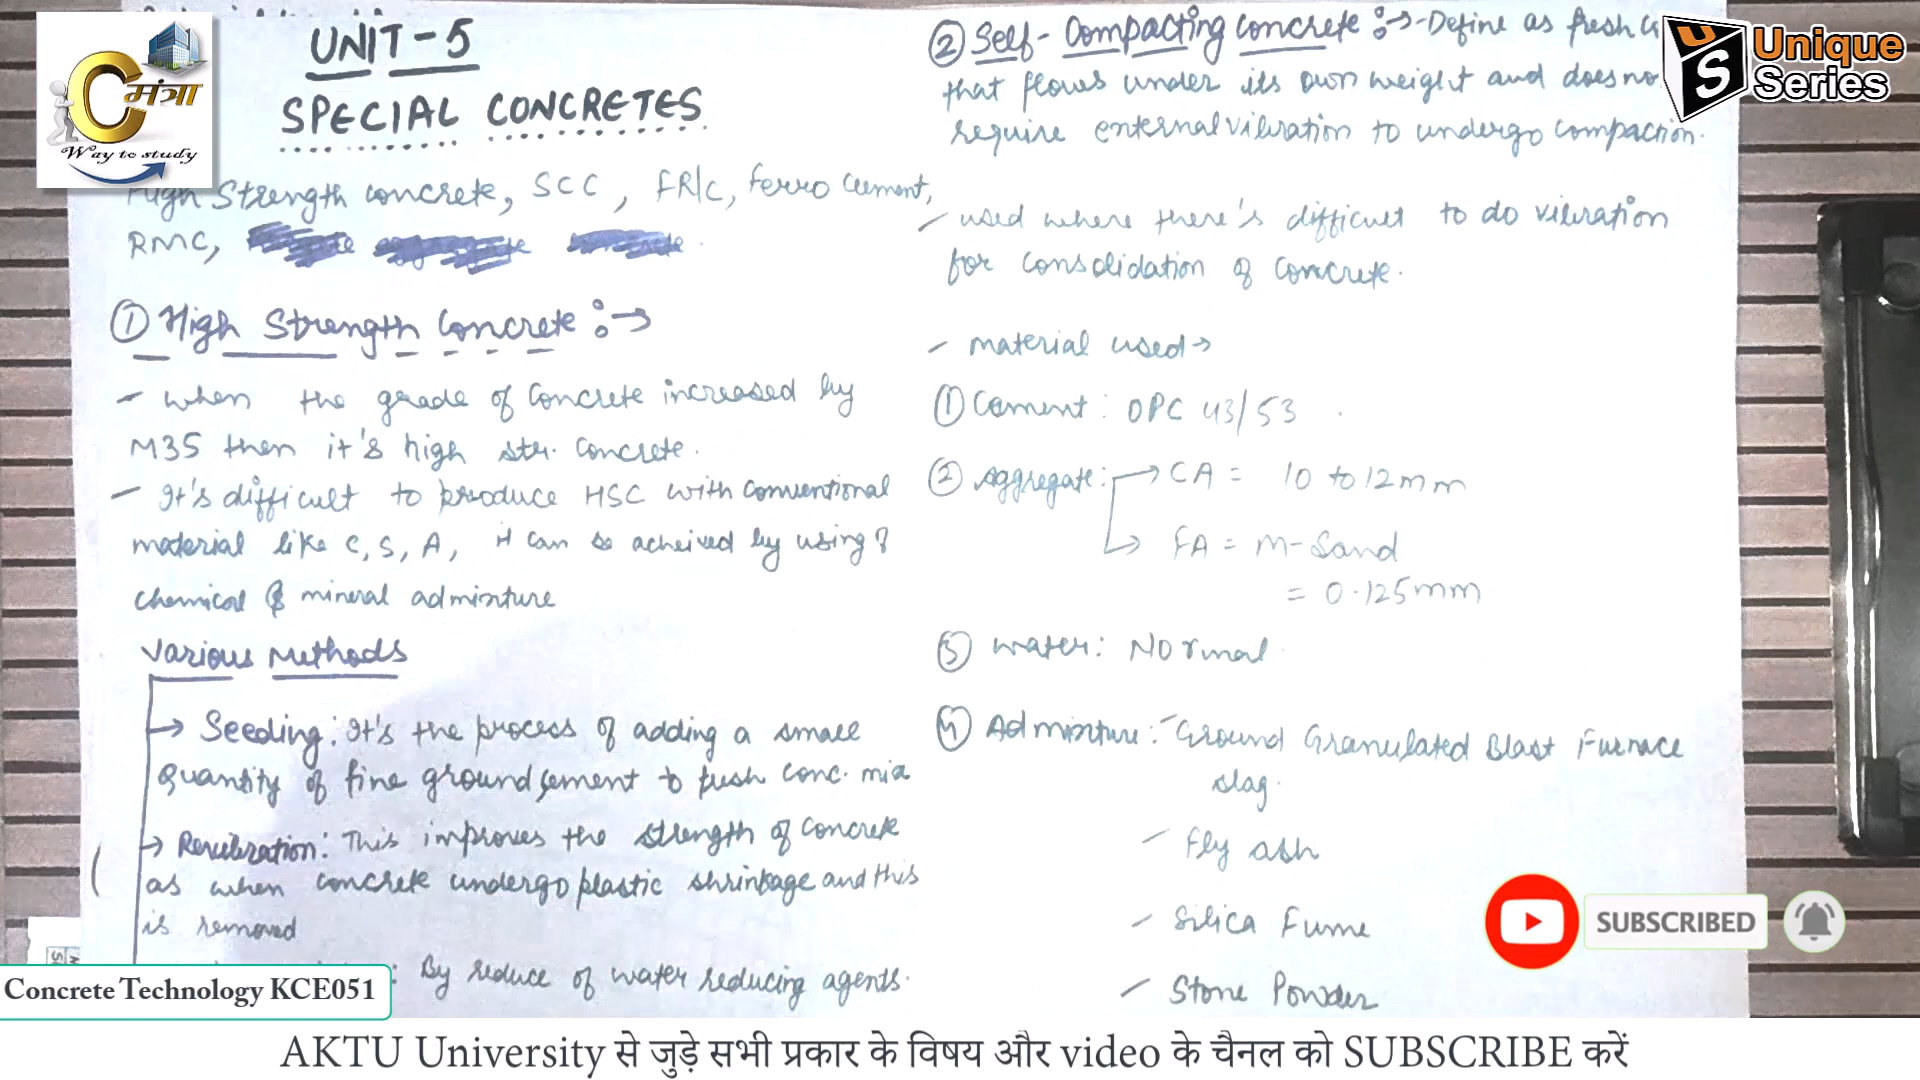 UNIT-5
SPECIAL CONCRETES
High Strength concrete, SCC, FR/C, Ferro Cement,
RMC,
① High Strength Concrete :→
- when the grade of Concrete increased by
M35 then it's high str. Concrete.
- It's difficult to produce HSC with conventional
material like C, S, A, it can be acheived by using
chemical & mineral admixture
Various Methods
→ Seeding: It's the process of adding a small
quantity of fine ground cement to fresh conc. mix
→ Revibration: This improves the strength of concrete
as when concrete undergo plastic shrinkage and this
is removed
: By reduce of water reducing agents.
② Self-Compacting Concrete :→ Define as fresh
that flows under its own weight and does no
require external vibration to undergo compaction.
- used where there's difficult to do vibration
for consolidation of concrete.
- material used →
① Cement: OPC 43/53
② Aggregate: → CA = 10 to 12mm
→ FA = M-Sand
= 0.125mm
③ Water: Normal
④ Admixture: - Ground Granulated Blast Furnace
slag.
- Fly ash
- Silica Fume
- Stone Powder
C मंत्रा
Way to study
US
Unique
Series
SUBSCRIBED
Concrete Technology KCE051
AKTU University से जुड़े सभी प्रकार के विषय और video के चैनल को SUBSCRIBE करें